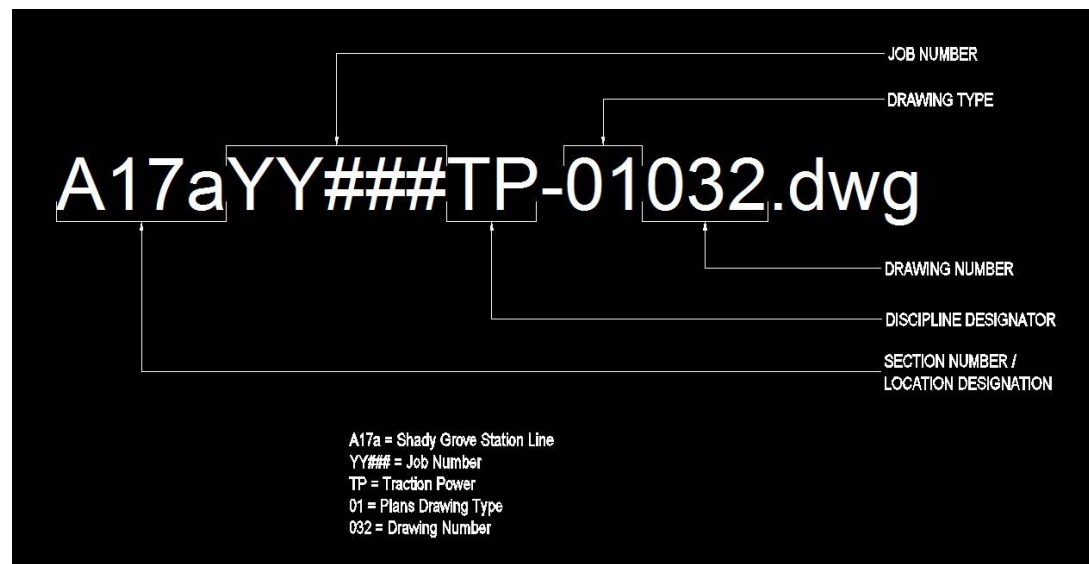 JOB NUMBER
DRAWING TYPE
A17aYY###TP-01032.dwg
DRAWING NUMBER
DISCIPLINE DESIGNATOR
SECTION NUMBER /
LOCATION DESIGNATION
A17a = Shady Grove Station Line
YY### = Job Number
TP = Traction Power
01 = Plans Drawing Type
032 = Drawing Number